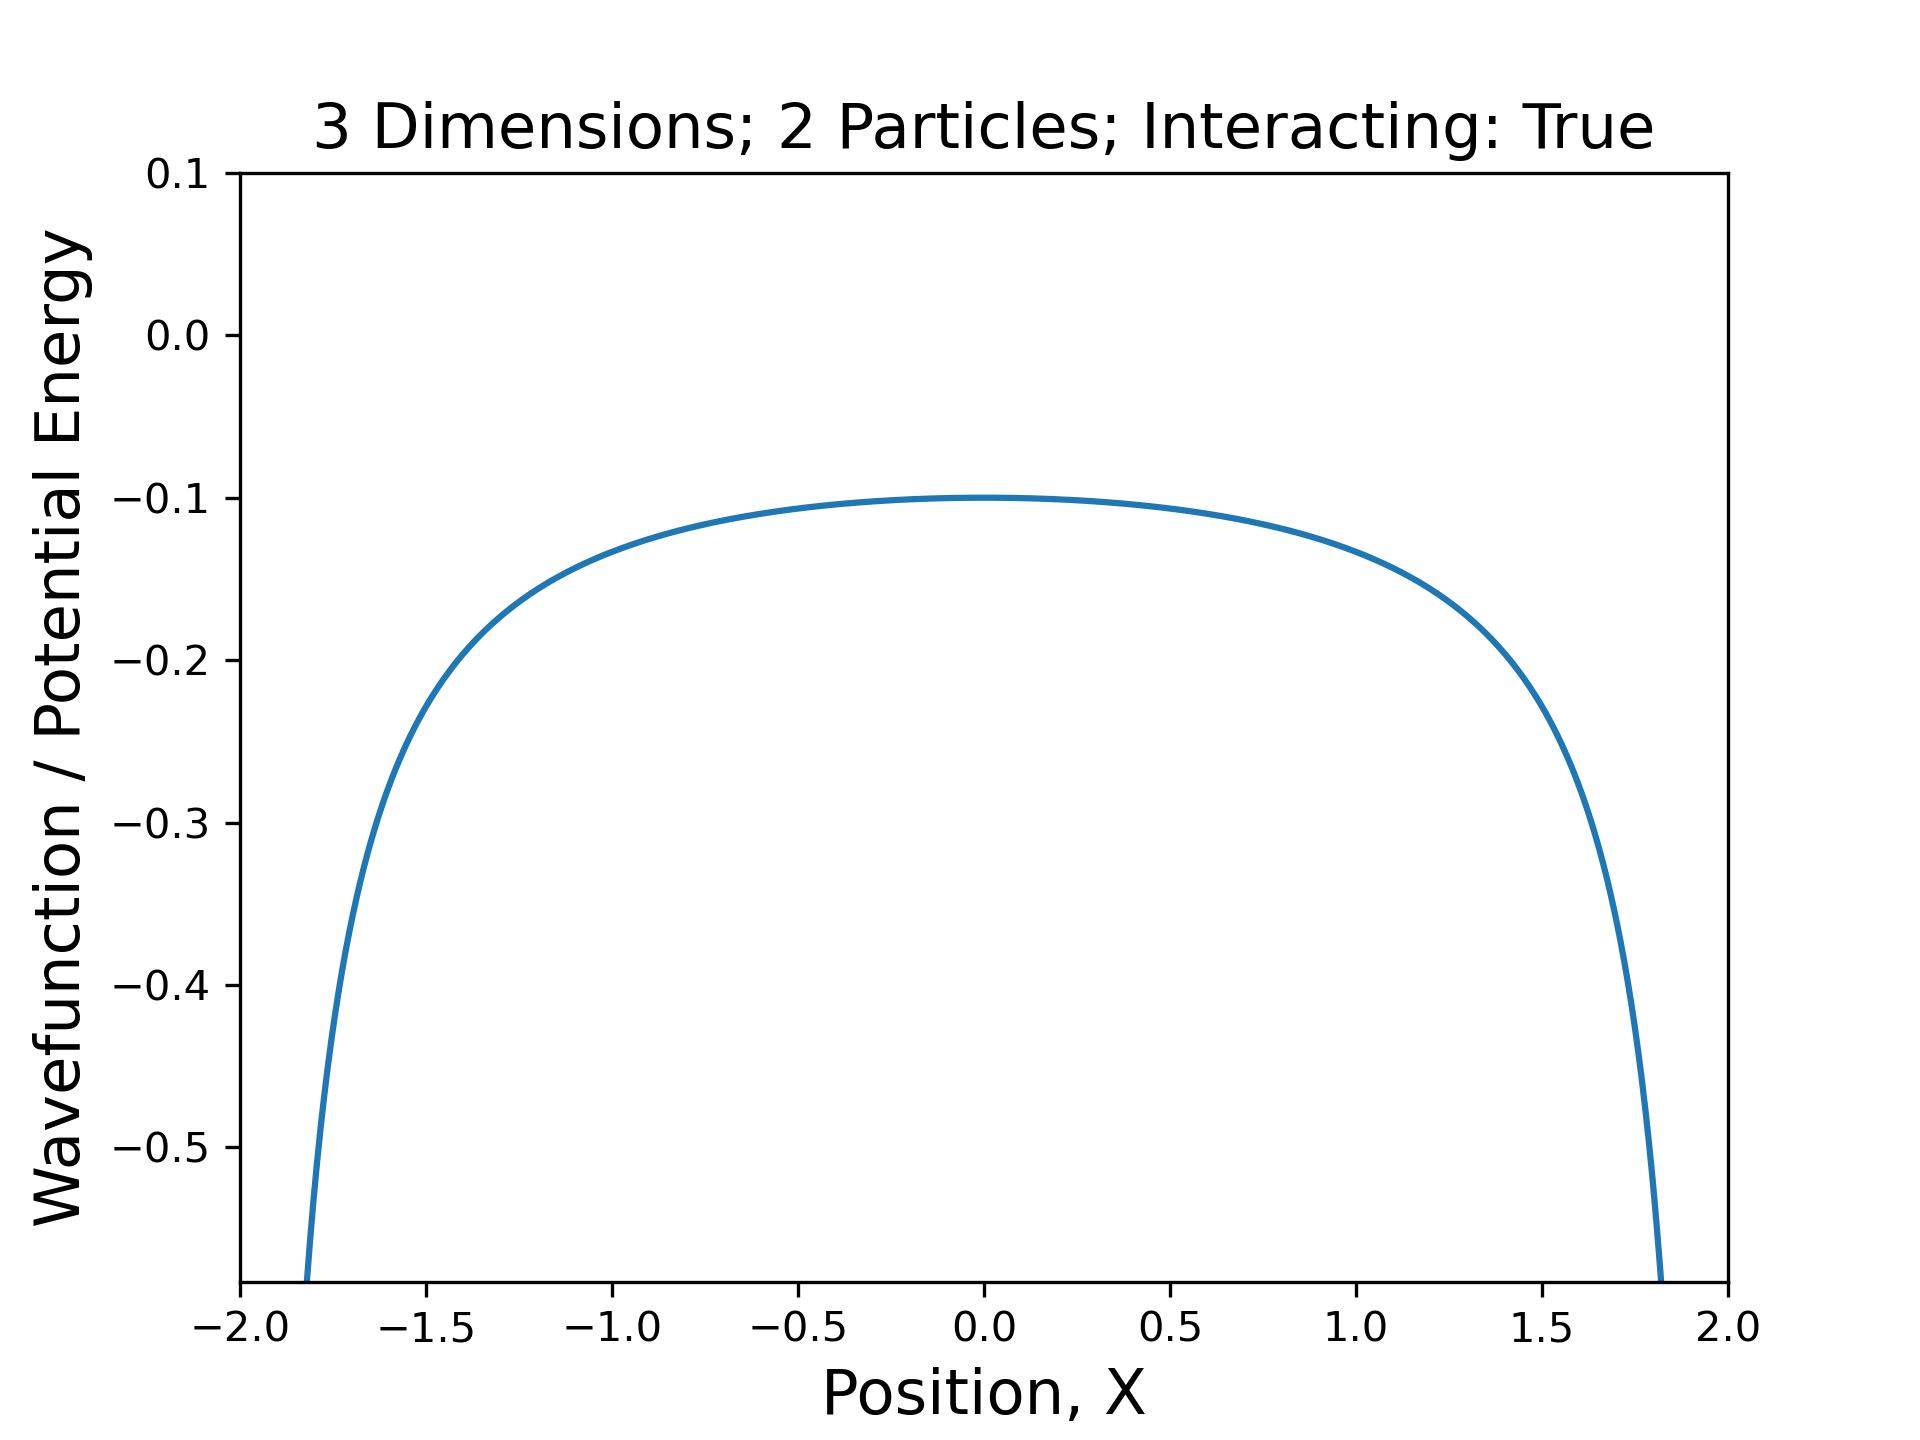 3 Dimensions; 2 Particles; Interacting: True
Wavefunction / Potential Energy
0.1
0.0
−0.1
−0.2
−0.3
−0.4
−0.5
−2.0 −1.5 −1.0 −0.5 0.0 0.5 1.0 1.5 2.0
Position, X